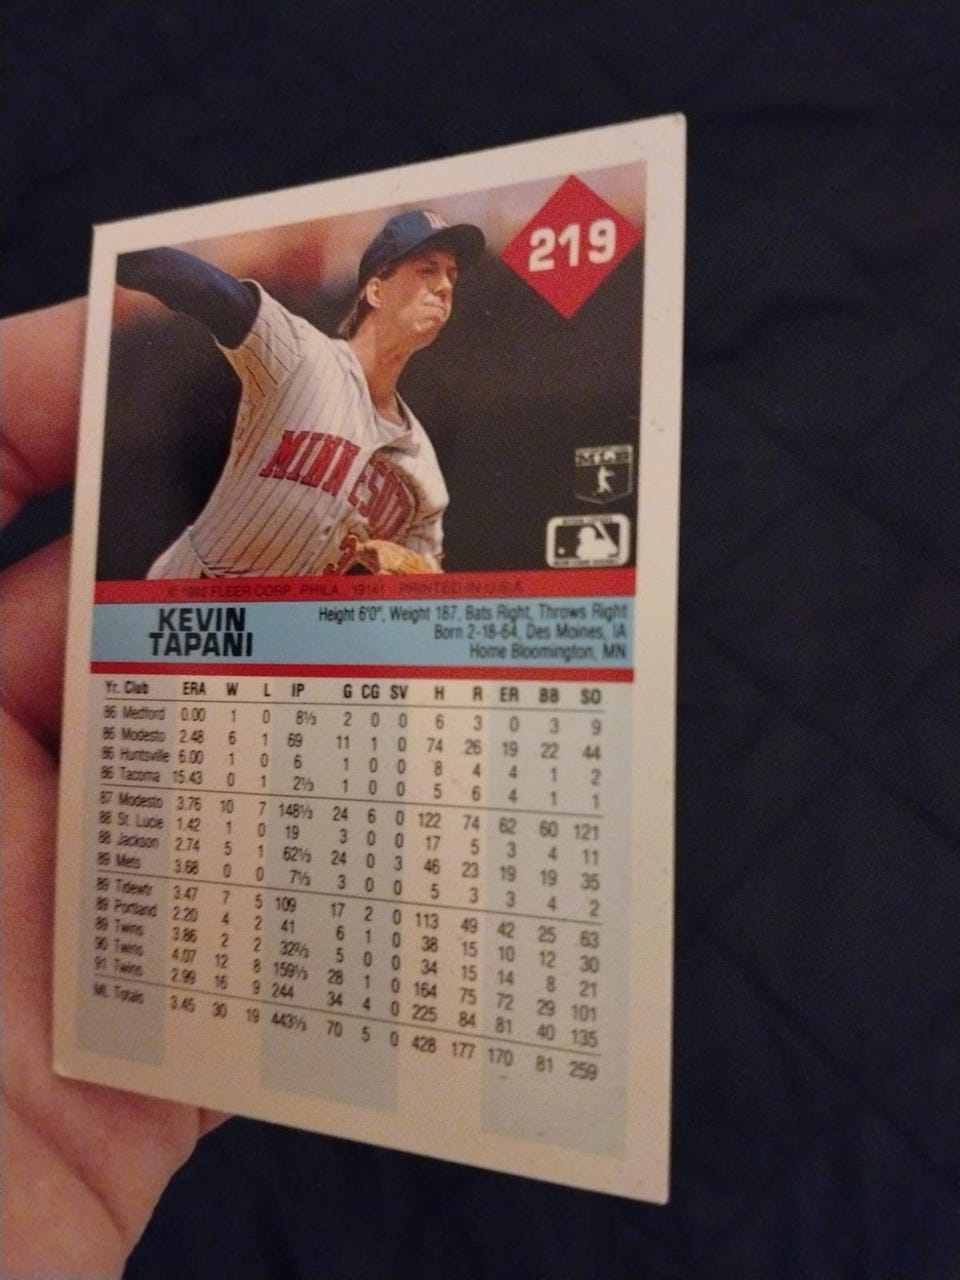 219
MINNESOTA
© 1992 FLEER CORP., PHILA. 19141 PRINTED IN U.S.A.
KEVIN
TAPANI
Height 6'0", Weight 187, Bats Right, Throws Right
Born 2-18-64, Des Moines, IA
Home Bloomington, MN
Yr. Club ERA W L IP G CG SV H R ER BB SO
86 Medford 0.00 1 0 8⅓ 2 0 0 6 3 0 3 9
86 Modesto 2.48 6 1 69 11 1 0 74 26 19 22 44
86 Huntsville 6.00 1 0 6 1 0 0 8 4 4 1 2
86 Tacoma 15.43 0 1 2⅓ 1 0 0 5 6 4 1 1
87 Modesto 3.76 10 7 148⅓ 24 6 0 122 74 62 60 121
88 St. Lucie 1.42 1 0 19 3 0 0 17 5 3 4 11
88 Jackson 2.74 5 1 62⅓ 24 0 3 46 23 19 19 35
89 Mets 3.68 0 0 7⅓ 3 0 0 5 3 3 4 2
89 Tidewtr 3.47 7 5 109 17 2 0 113 49 42 25 63
89 Portland 2.20 4 2 41 6 1 0 38 15 10 12 30
89 Twins 3.86 2 2 32⅔ 5 0 0 34 15 14 8 21
90 Twins 4.07 12 8 159⅓ 28 1 0 164 75 72 29 101
91 Twins 2.99 16 9 244 34 4 0 225 84 81 40 135
ML Totals 3.45 30 19 443⅓ 70 5 0 428 177 170 81 259